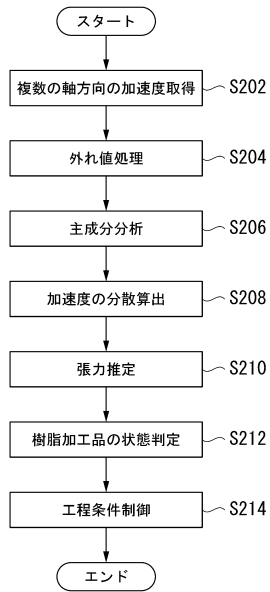 スタート
複数の軸方向の加速度取得 S202
外れ値処理 S204
主成分分析 S206
加速度の分散算出 S208
張力推定 S210
樹脂加工品の状態判定 S212
工程条件制御 S214
エンド